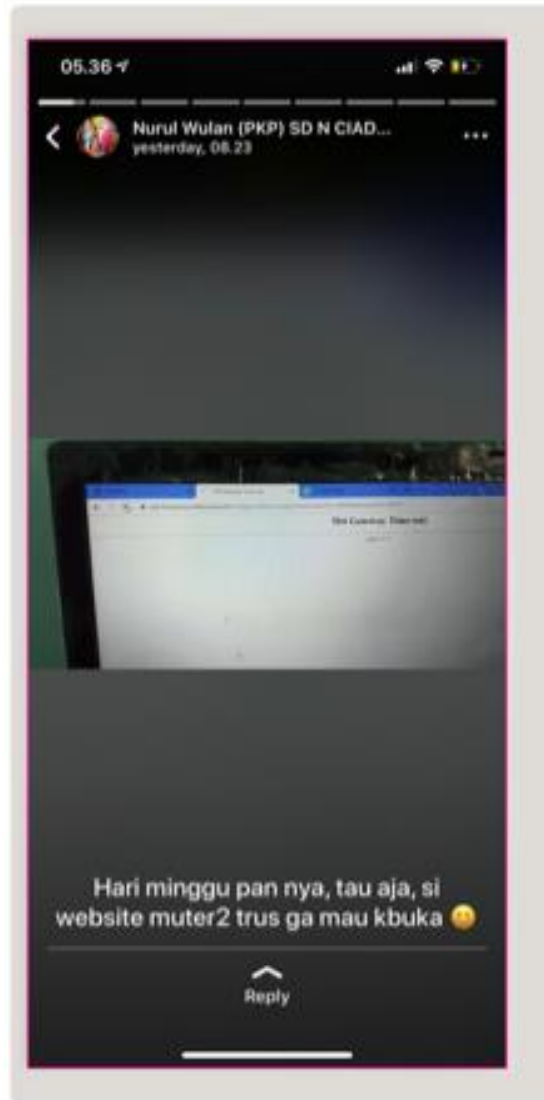 05.36
Nurul Wulan (PKP) SD N CIAD...
yesterday, 08.23
Hari minggu pan nya, tau aja, si
website muter2 trus ga mau kbuka 😀
Reply